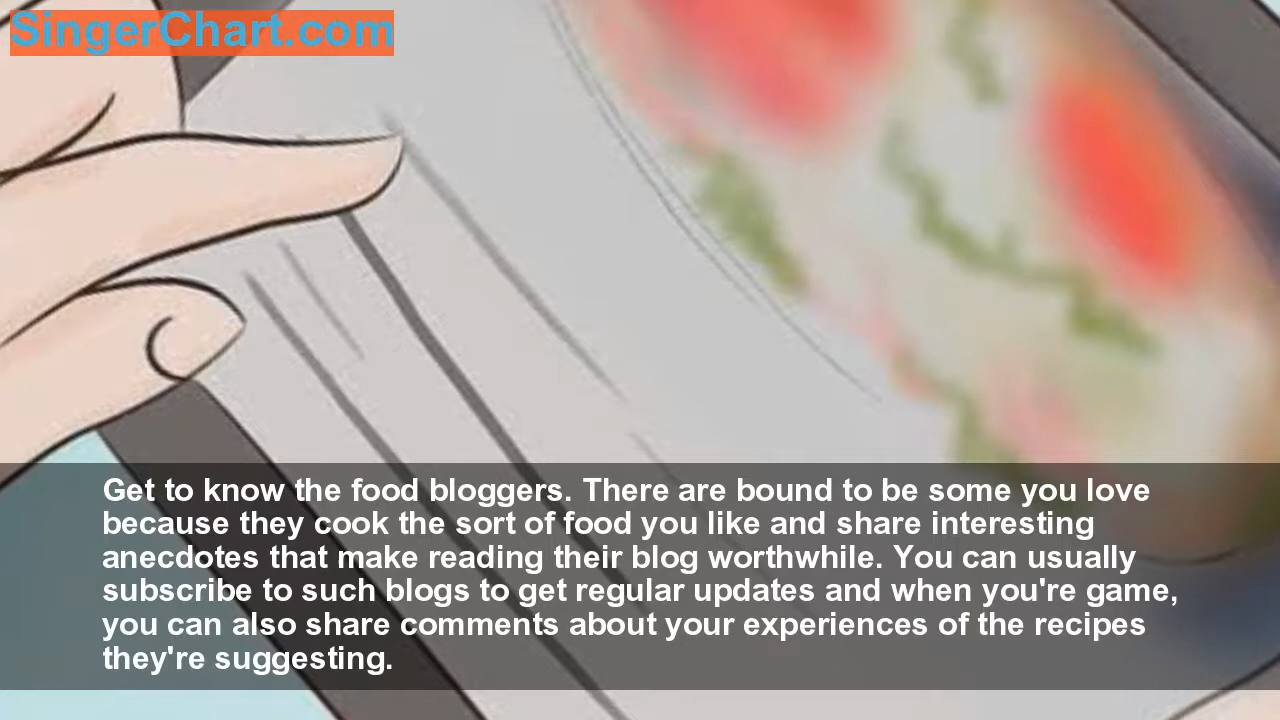 SingerChart.com
Get to know the food bloggers. There are bound to be some you love
because they cook the sort of food you like and share interesting
anecdotes that make reading their blog worthwhile. You can usually
subscribe to such blogs to get regular updates and when you're game,
you can also share comments about your experiences of the recipes
they're suggesting.